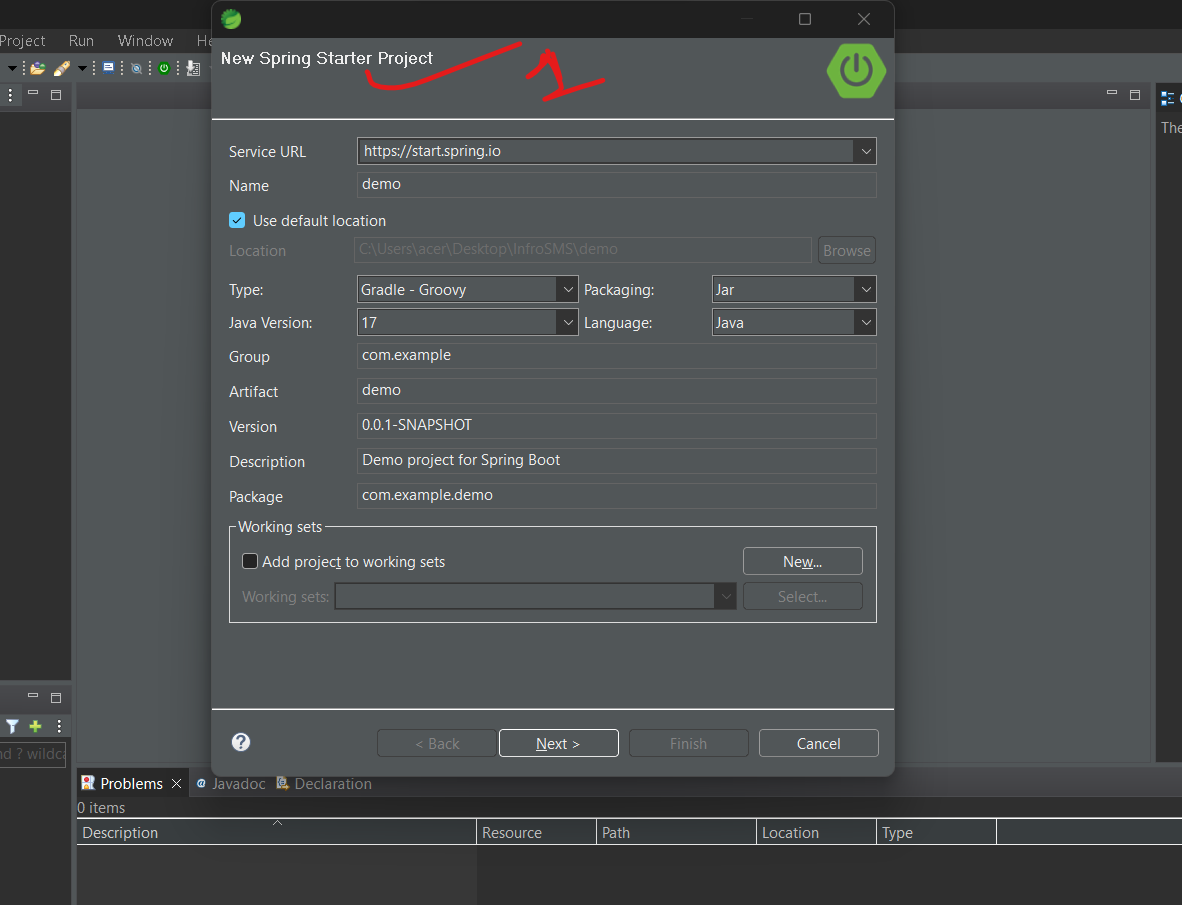 Project Run Window He
New Spring Starter Project
1
Service URL https://start.spring.io
Name demo
Use default location
Location C:\Users\acer\Desktop\InfroSMS\demo Browse
Type: Gradle - Groovy Packaging: Jar
Java Version: 17 Language: Java
Group com.example
Artifact demo
Version 0.0.1-SNAPSHOT
Description Demo project for Spring Boot
Package com.example.demo
Working sets
Add project to working sets New...
Working sets: Select...
< Back Next > Finish Cancel
The
nd ? wildca
Problems Javadoc Declaration
0 items
Description Resource Path Location Type